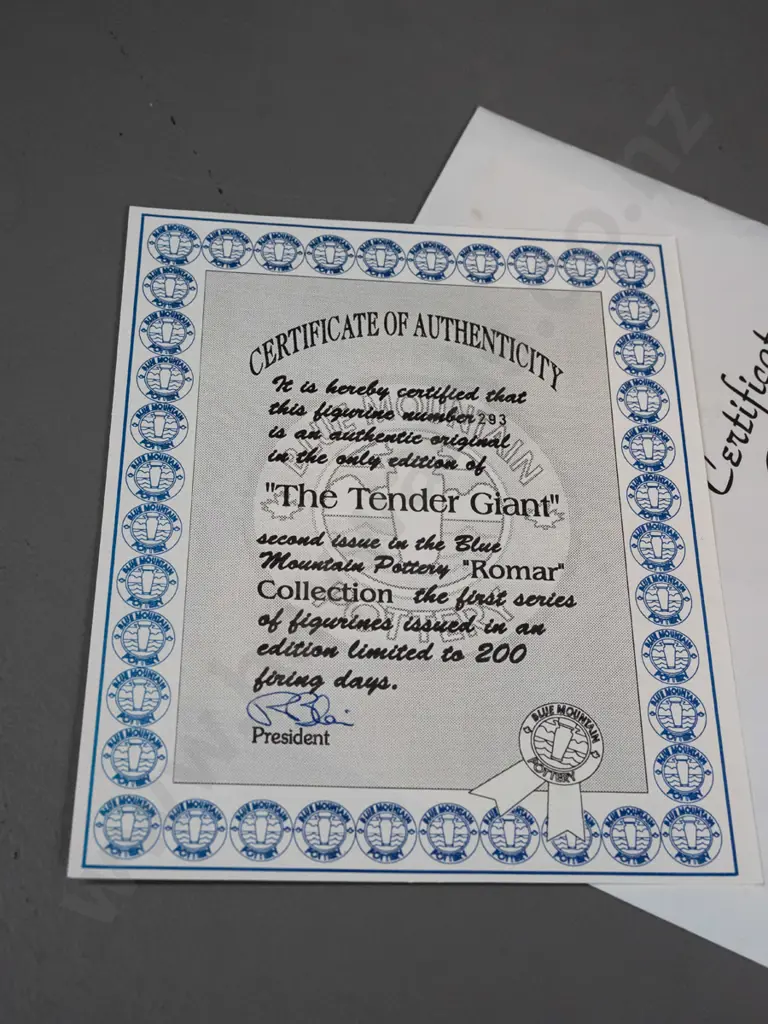 CERTIFICATE OF AUTHENTICITY
It is hereby certified that
this figurine number 293
is an authentic original
in the only edition of
"The Tender Giant"
second issue in the Blue
Mountain Pottery "Romar"
Collection the first series
of figurines issued in an
edition limited to 200
firing days.
President
BLUE MOUNTAIN
POTTERY
Certificat